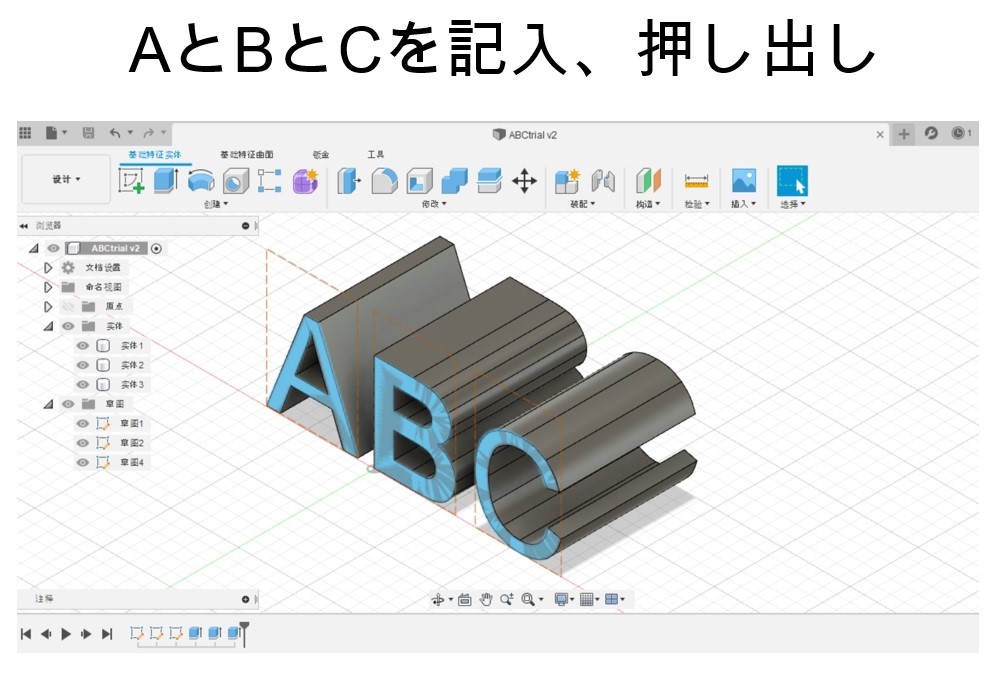 AとBとCを記入、押し出し
ABCtrial v2
1
基础特征实体 基础特征曲面 钣金 工具
设计
创建 修改 装配 构造 检验 插入 选择
浏览器
ABCtrial v2
文档设置
命名视图
原点
实体
实体1
实体2
实体3
草图
草图1
草图2
草图4
A
B
C
注释